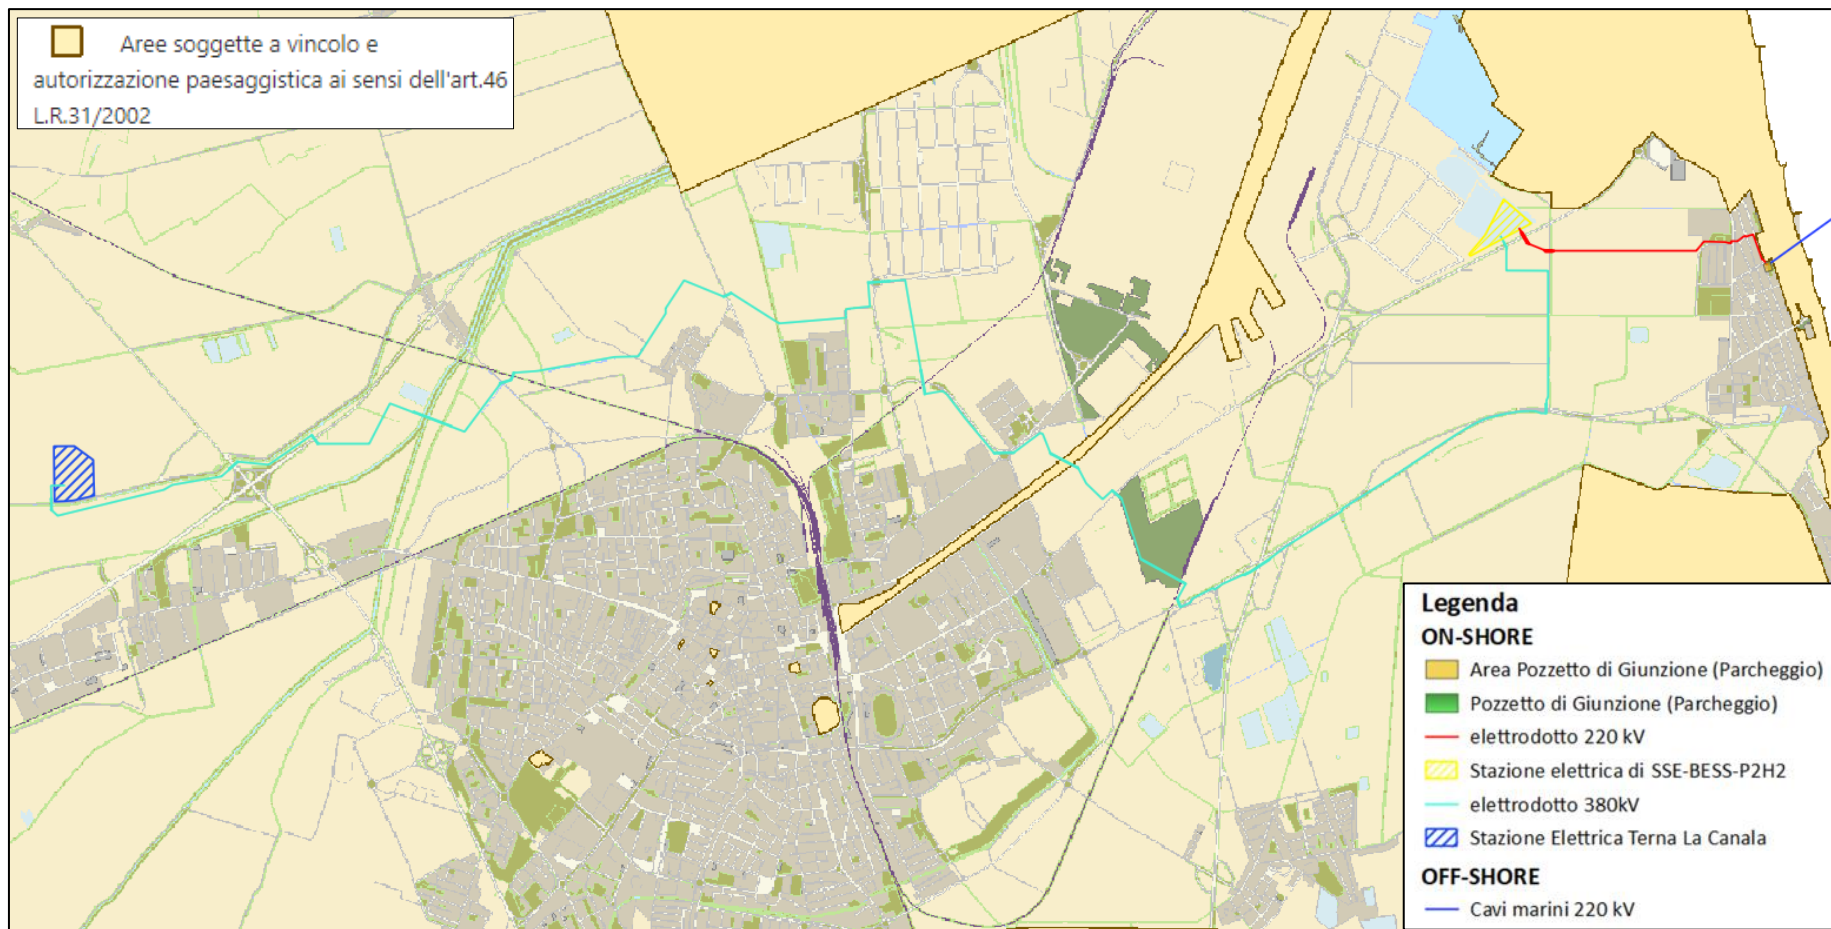 Aree soggette a vincolo e
autorizzazione paesaggistica ai sensi dell'art.46
L.R.31/2002
Legenda
ON-SHORE
Area Pozzetto di Giunzione (Parcheggio)
Pozzetto di Giunzione (Parcheggio)
elettrodotto 220 kV
Stazione elettrica di SSE-BESS-P2H2
elettrodotto 380kV
Stazione Elettrica Terna La Canala
OFF-SHORE
Cavi marini 220 kV